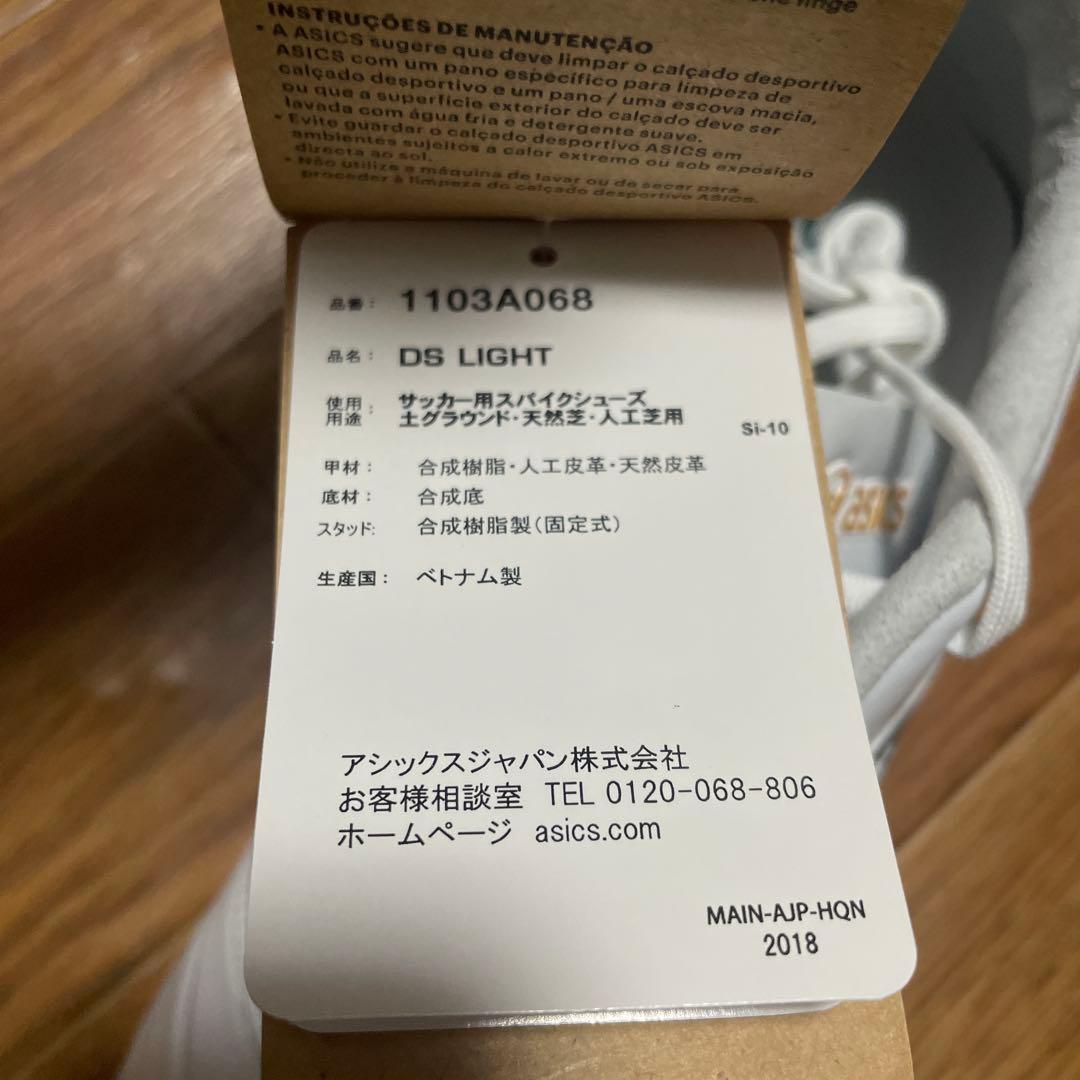 linge
INSTRUÇÕES DE MANUTENÇÃO
• A ASICS sugere que deve limpar o calçado desportivo
ASICS com um pano específico para limpeza de
calçado desportivo e um pano / uma escova macia,
ou que a superfície exterior do calçado deve ser
lavada com água fria e detergente suave.
• Evite guardar o calçado desportivo ASICS em
ambientes sujeitos a calor extremo ou sob exposição
directa ao sol.
• Não utilize a máquina de lavar ou de secar para
proceder à limpeza do calçado desportivo ASICS.
品番: 1103A068
品名: DS LIGHT
使用用途: サッカー用スパイクシューズ
土グラウンド・天然芝・人工芝用
Si-10
甲材: 合成樹脂・人工皮革・天然皮革
底材: 合成底
スタッド: 合成樹脂製(固定式)
生産国: ベトナム製
アシックスジャパン株式会社
お客様相談室 TEL 0120-068-806
ホームページ asics.com
MAIN-AJP-HQN
2018
asics